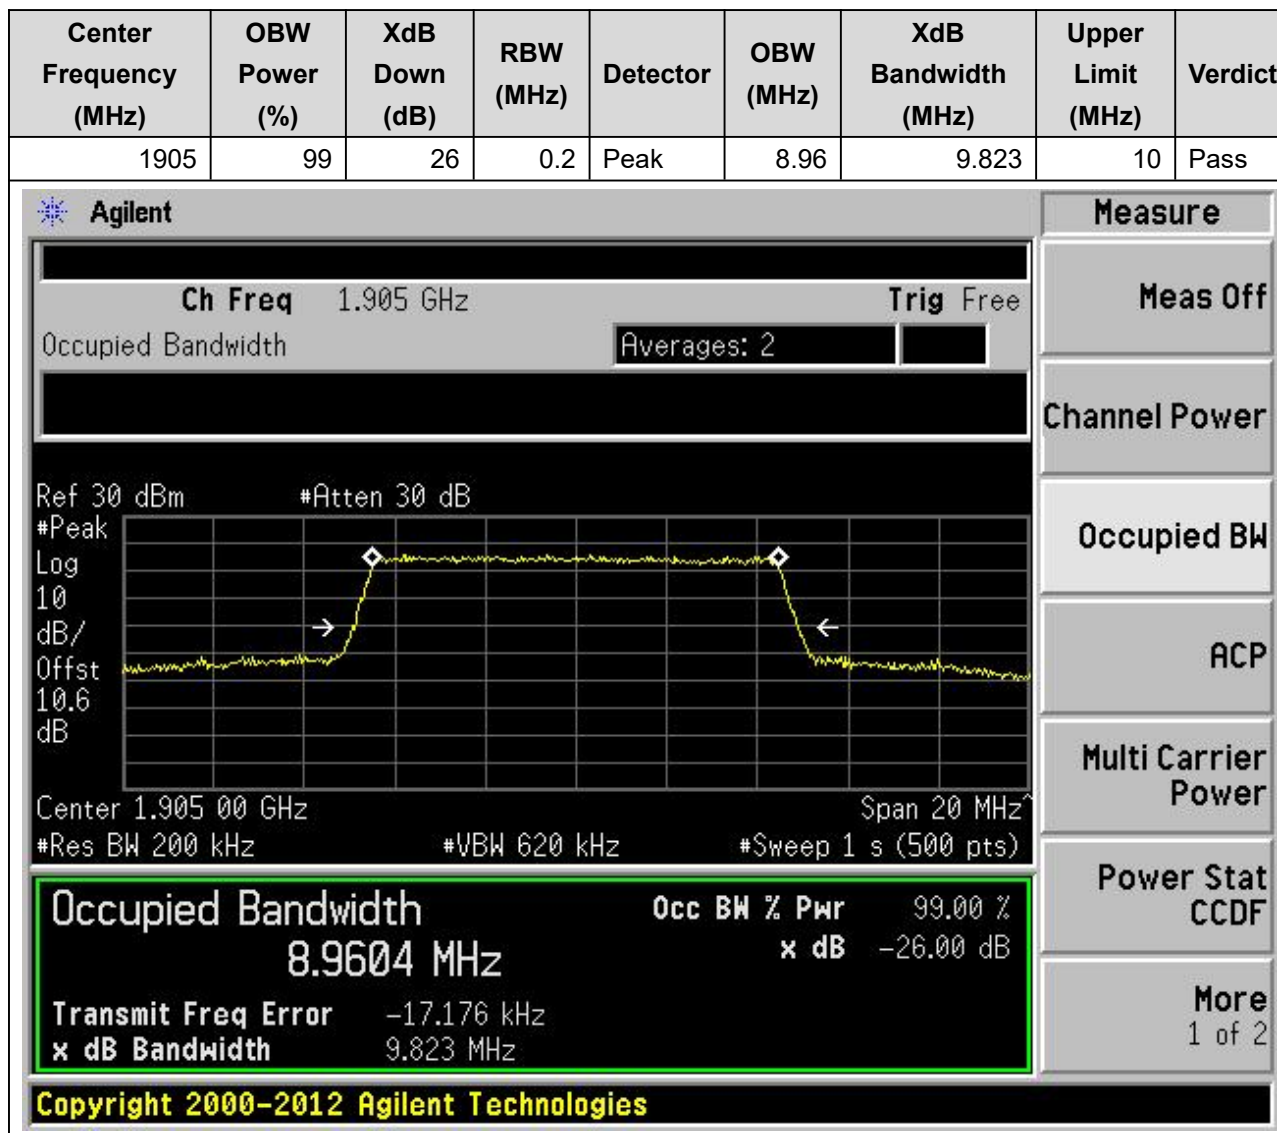 Center Frequency (MHz) OBW Power (%) XdB Down (dB) RBW (MHz) Detector OBW (MHz) XdB Bandwidth (MHz) Upper Limit (MHz) Verdict
1905 99 26 0.2 Peak 8.96 9.823 10 Pass
Agilent
Measure
Ch Freq 1.905 GHz Trig Free
Meas Off
Occupied Bandwidth Averages: 2
Channel Power
Ref 30 dBm #Atten 30 dB
#Peak
Log
10
dB/
Offst
10.6
dB
Occupied BW
ACP
Multi Carrier
Power
Center 1.905 00 GHz Span 20 MHz^
#Res BW 200 kHz #VBW 620 kHz #Sweep 1 s (500 pts)
Power Stat
CCDF
Occupied Bandwidth Occ BW % Pwr 99.00 %
8.9604 MHz x dB -26.00 dB
More
1 of 2
Transmit Freq Error -17.176 kHz
x dB Bandwidth 9.823 MHz
Copyright 2000-2012 Agilent Technologies